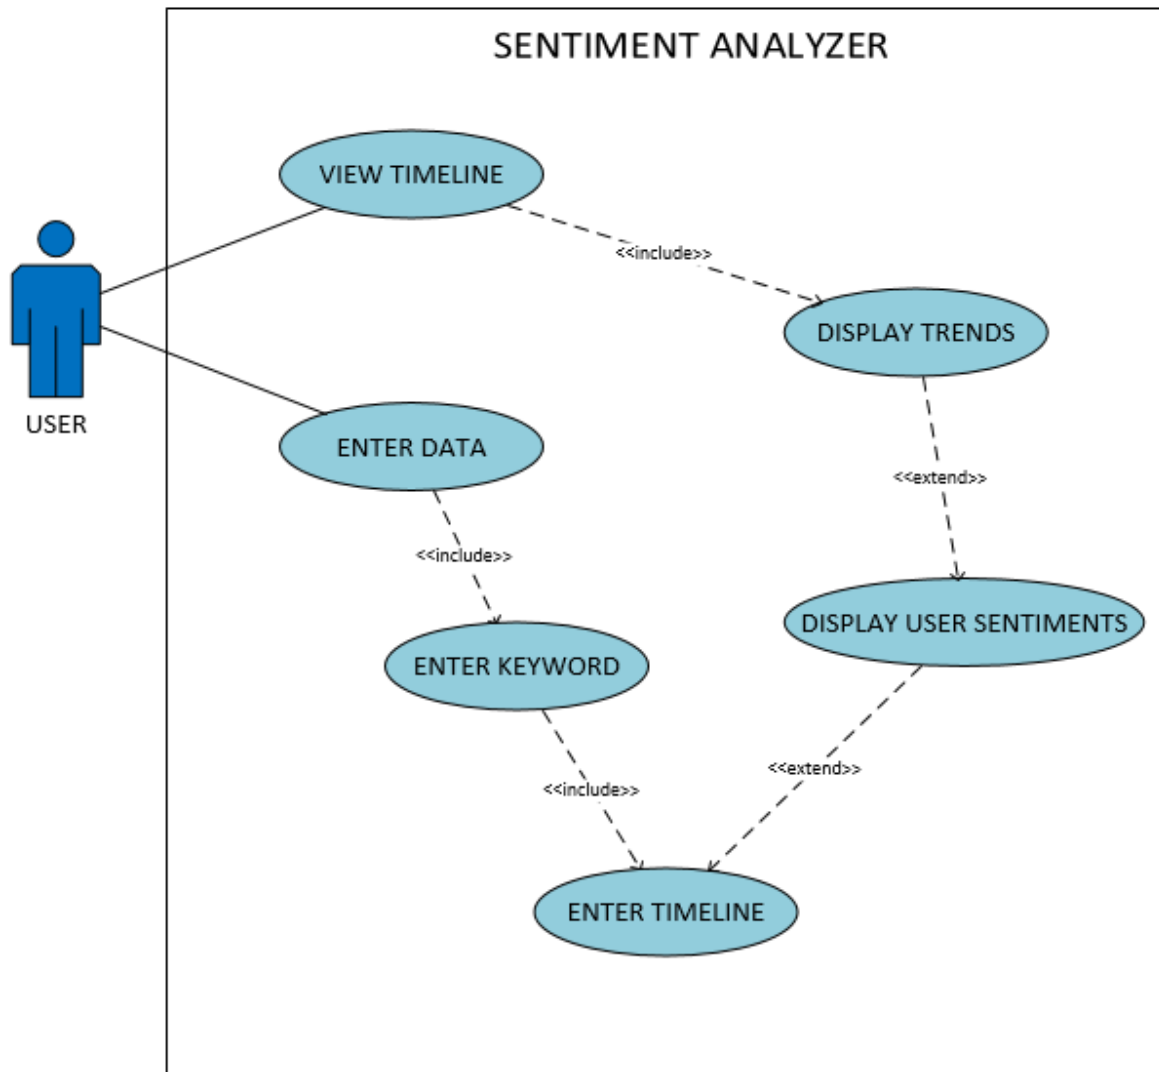 SENTIMENT ANALYZER
VIEW TIMELINE
<<include>>
DISPLAY TRENDS
USER
ENTER DATA
<<extend>>
<<include>>
DISPLAY USER SENTIMENTS
ENTER KEYWORD
<<extend>>
<<include>>
ENTER TIMELINE